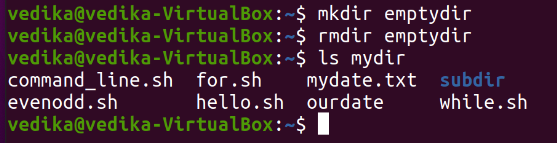 vedika@vedika-VirtualBox:~$ mkdir emptydir
vedika@vedika-VirtualBox:~$ rmdir emptydir
vedika@vedika-VirtualBox:~$ ls mydir
command_line.sh  for.sh    mydate.txt  subdir
evenodd.sh       hello.sh  ourdate     while.sh
vedika@vedika-VirtualBox:~$